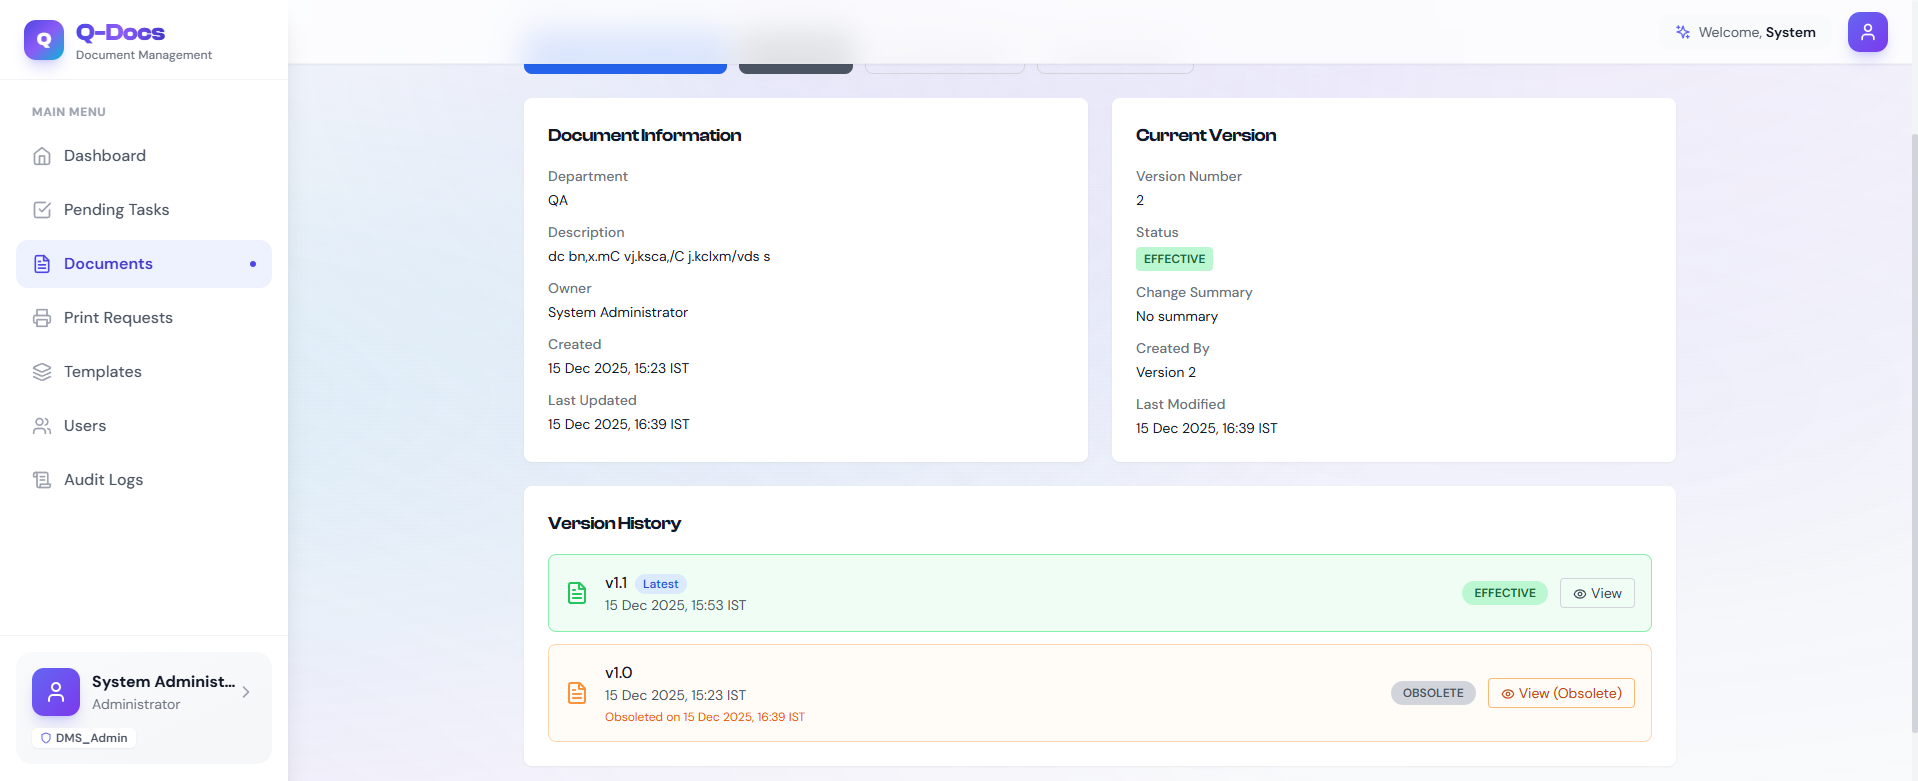 Q
Q-Docs
Document Management
MAIN MENU
Dashboard
Pending Tasks
Documents
Print Requests
Templates
Users
Audit Logs
System Administ...
Administrator
DMS_Admin
Welcome, System
Document Information
Department
QA
Description
dc bn,x.mC vj.ksca,/C j.kclxm/vds s
Owner
System Administrator
Created
15 Dec 2025, 15:23 IST
Last Updated
15 Dec 2025, 16:39 IST
Current Version
Version Number
2
Status
EFFECTIVE
Change Summary
No summary
Created By
Version 2
Last Modified
15 Dec 2025, 16:39 IST
Version History
v1.1 Latest
15 Dec 2025, 15:53 IST
EFFECTIVE
View
v1.0
15 Dec 2025, 15:23 IST
Obsoleted on 15 Dec 2025, 16:39 IST
OBSOLETE
View (Obsolete)